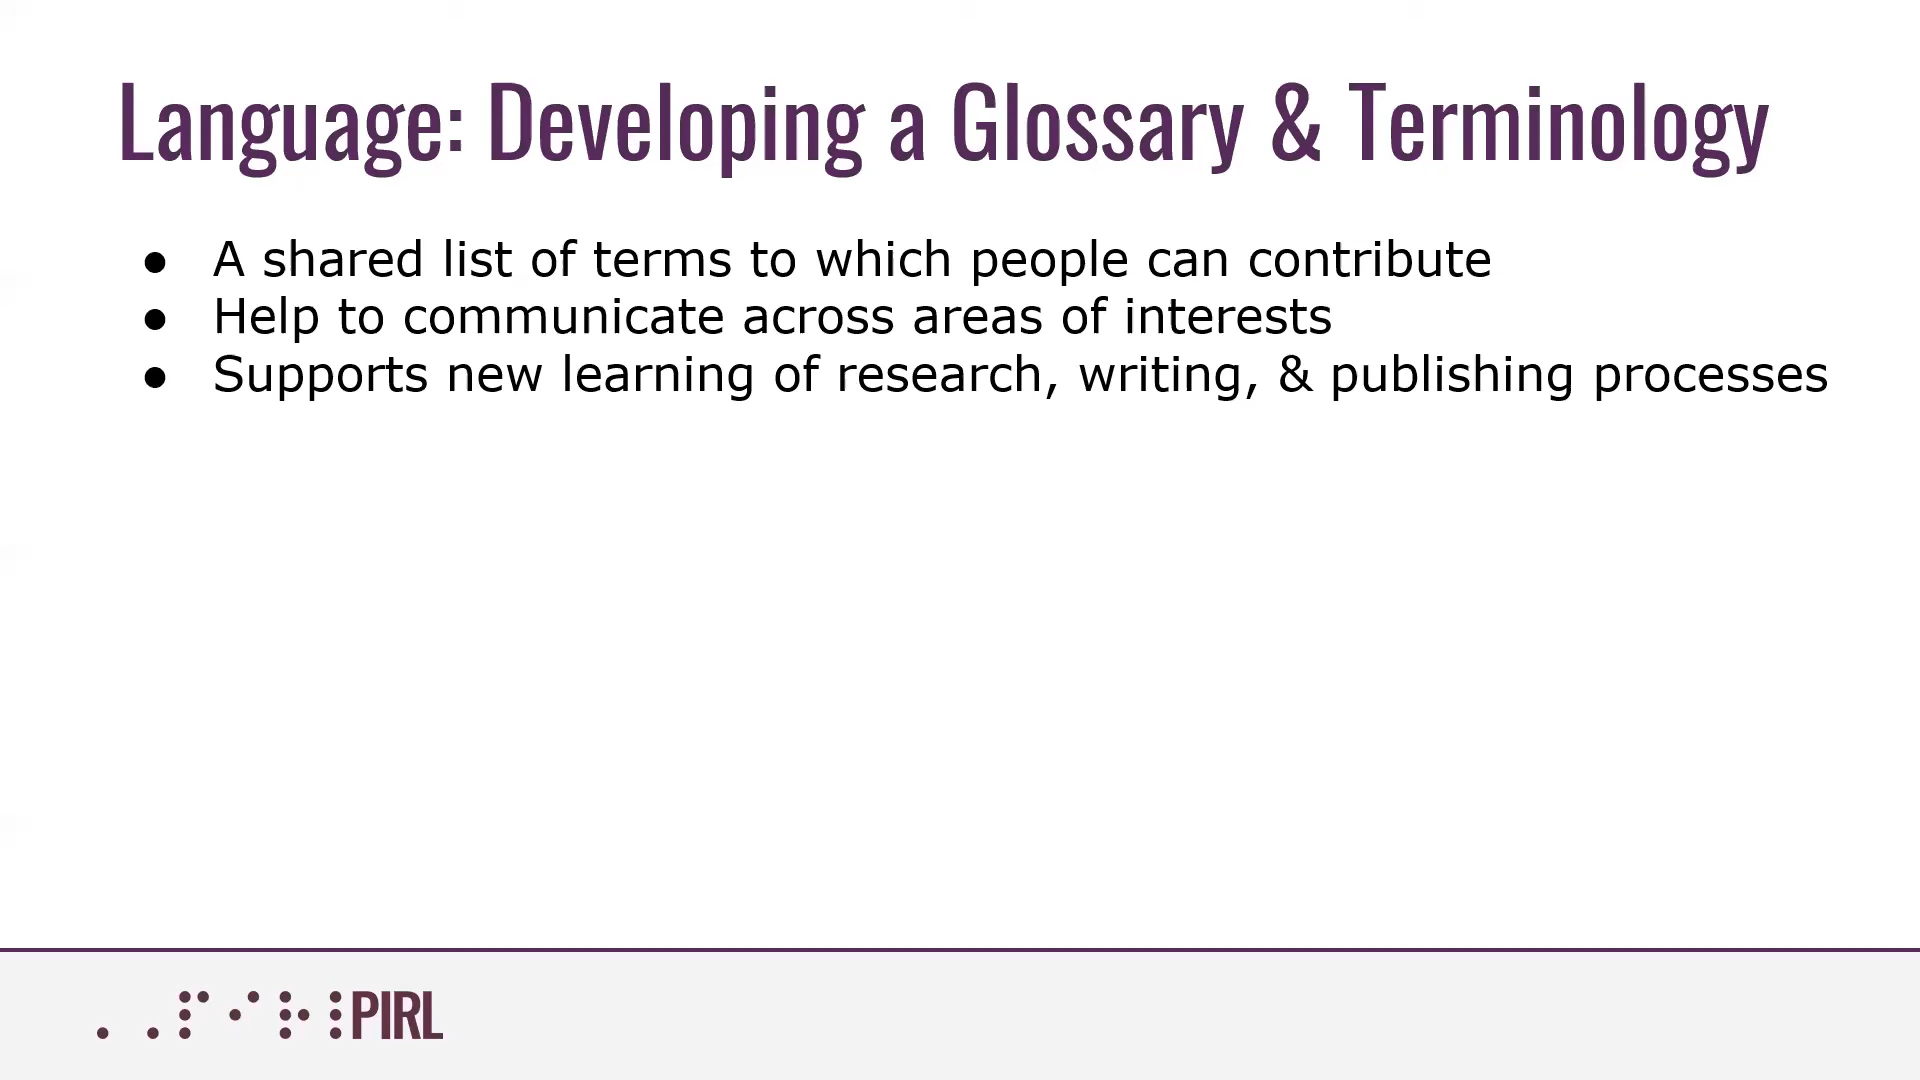 Language: Developing a Glossary & Terminology
● A shared list of terms to which people can contribute
● Help to communicate across areas of interests
● Supports new learning of research, writing, & publishing processes
⠠⠠⠏⠊⠗⠇PIRL